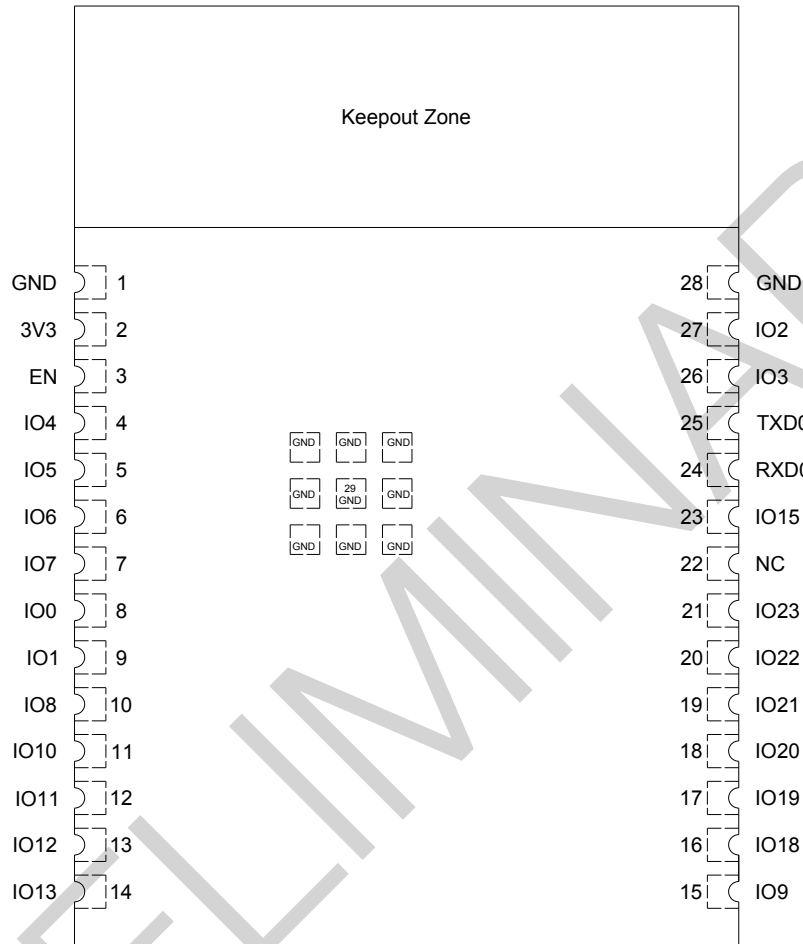 Keepout Zone
GND 1
3V3 2
EN 3
IO4 4
IO5 5
IO6 6
IO7 7
IO0 8
IO1 9
IO8 10
IO10 11
IO11 12
IO12 13
IO13 14
GND GND GND
GND 29 GND GND
GND GND GND
28 GND
27 IO2
26 IO3
25 TXD0
24 RXD0
23 IO15
22 NC
21 IO23
20 IO22
19 IO21
18 IO20
17 IO19
16 IO18
15 IO9